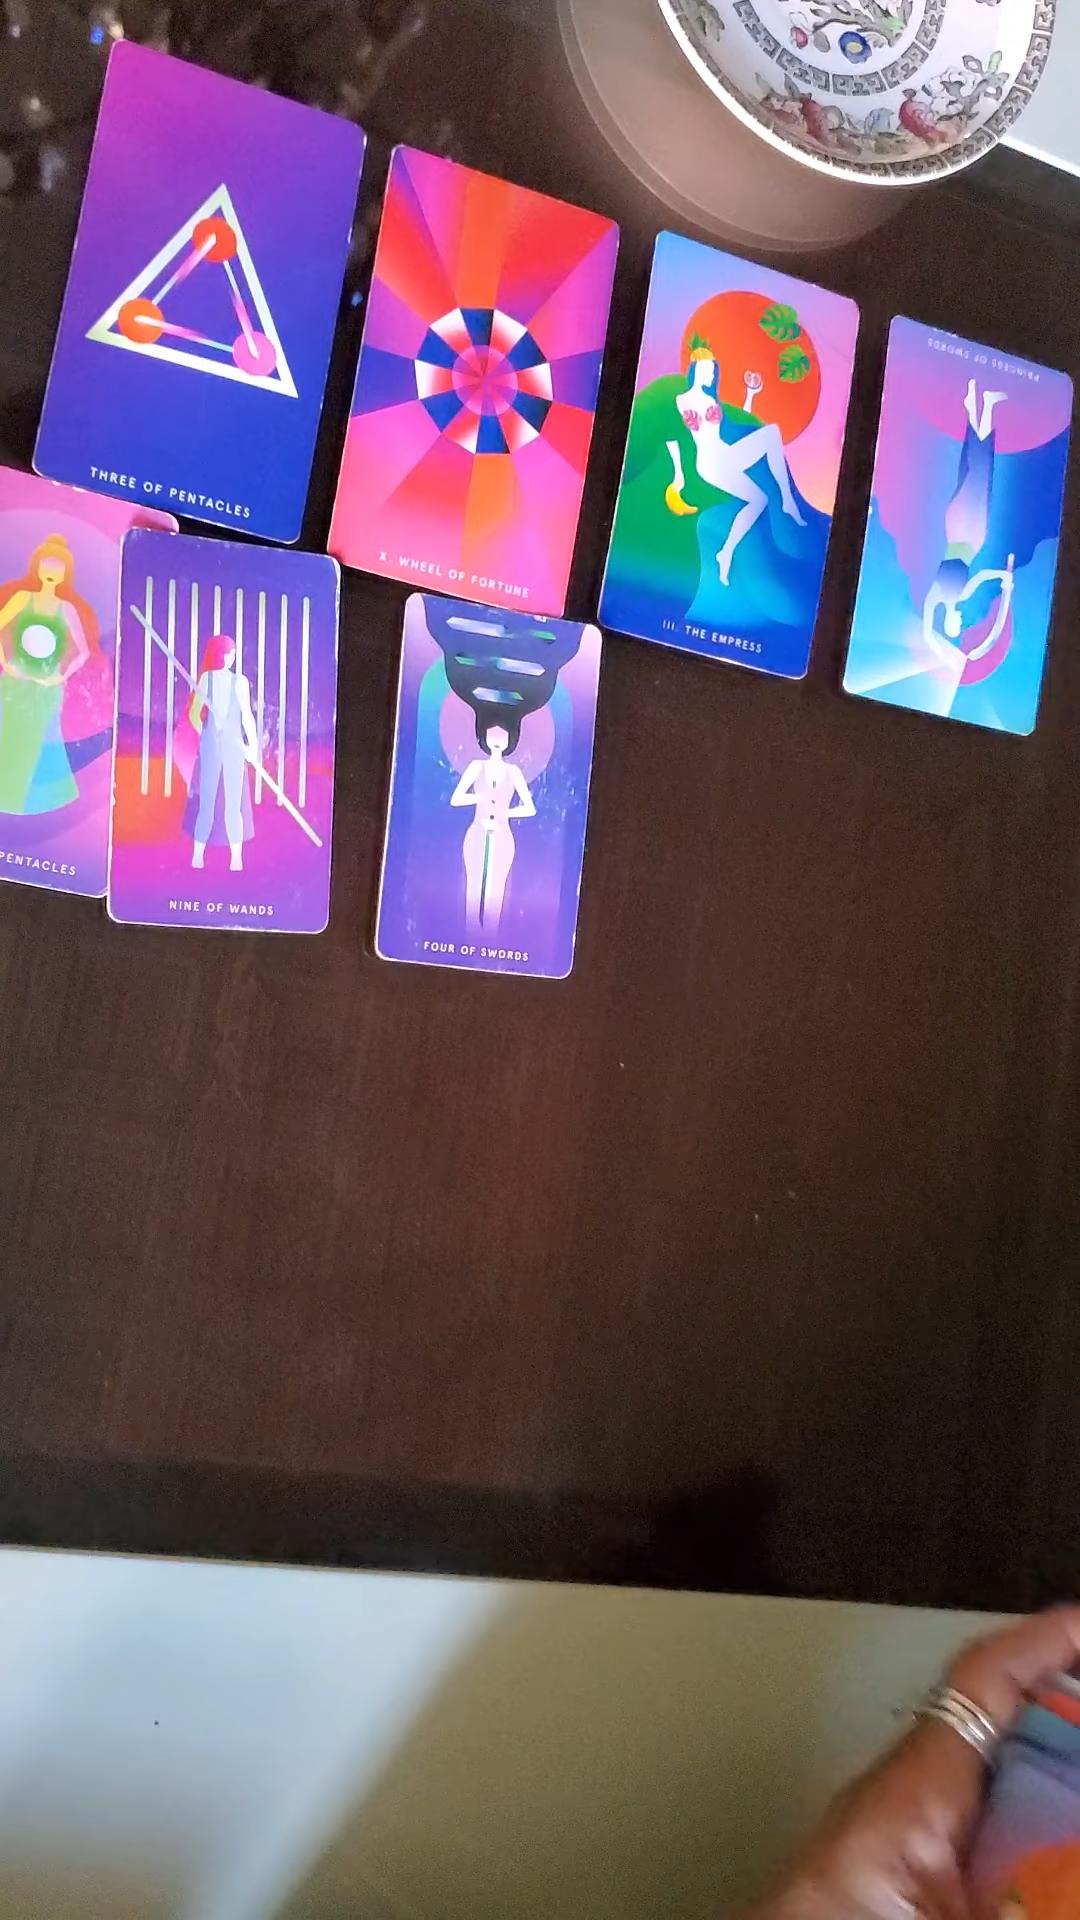 THREE OF PENTACLES
X. WHEEL OF FORTUNE
III. THE EMPRESS
PRINCESS OF SWORDS
PENTACLES
NINE OF WANDS
FOUR OF SWORDS